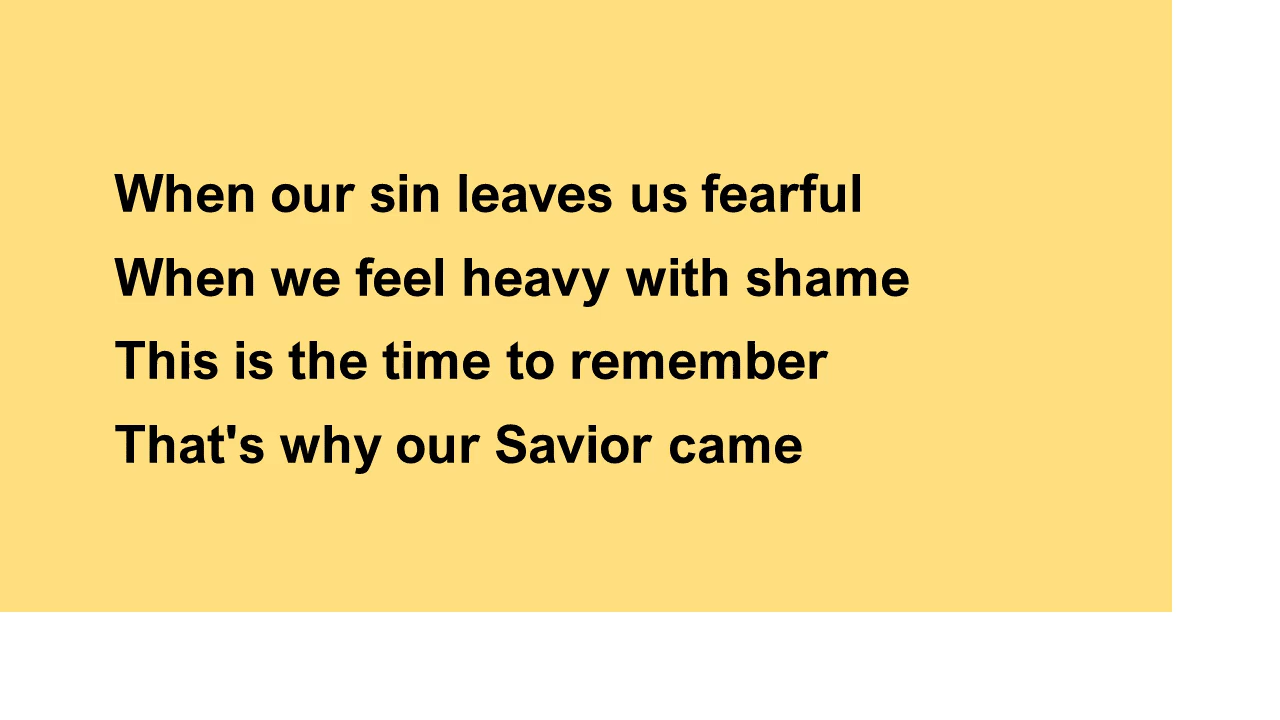 When our sin leaves us fearful
When we feel heavy with shame
This is the time to remember
That's why our Savior came